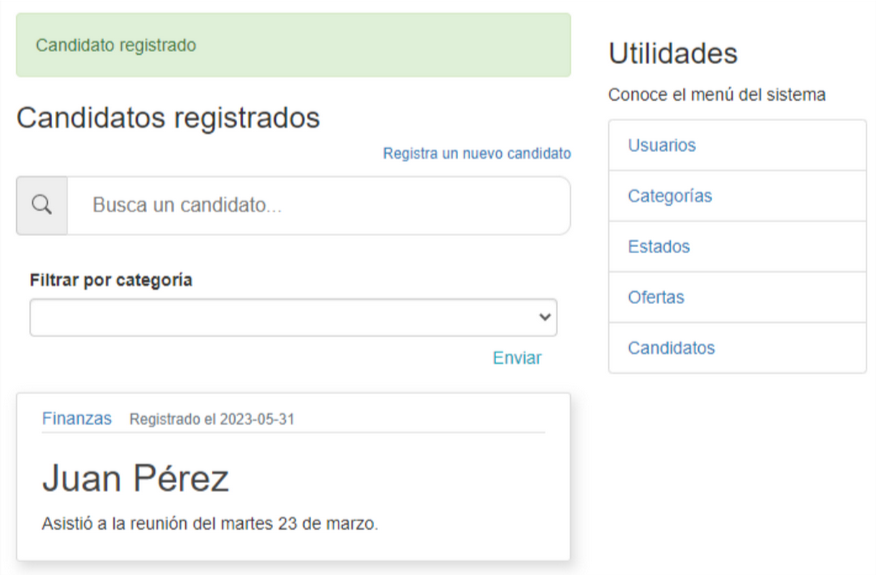 Candidato registrado
Candidatos registrados
Registra un nuevo candidato
Busca un candidato...
Filtrar por categoría
Enviar
Finanzas Registrado el 2023-05-31
Juan Pérez
Asistió a la reunión del martes 23 de marzo.
Utilidades
Conoce el menú del sistema
Usuarios
Categorías
Estados
Ofertas
Candidatos